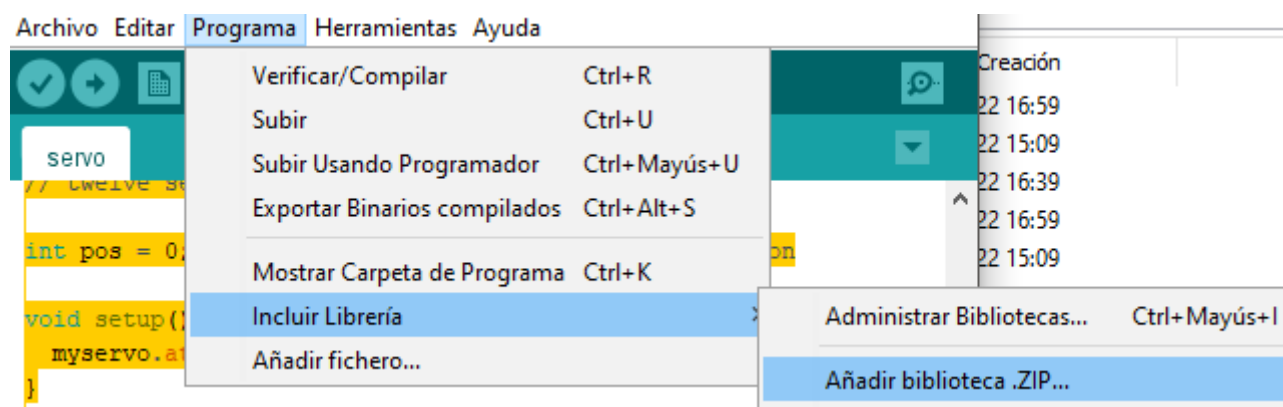 Archivo Editar Programa Herramientas Ayuda
Creación
Verificar/Compilar Ctrl+R
22 16:59
Subir Ctrl+U
22 15:09
servo
Subir Usando Programador Ctrl+Mayús+U
22 16:39
// twelve se
Exportar Binarios compilados Ctrl+Alt+S
22 16:59
int pos = 0; on
22 15:09
Mostrar Carpeta de Programa Ctrl+K
void setup()
Incluir Librería
Administrar Bibliotecas... Ctrl+Mayús+I
myservo.at
Añadir fichero...
Añadir biblioteca .ZIP...
}